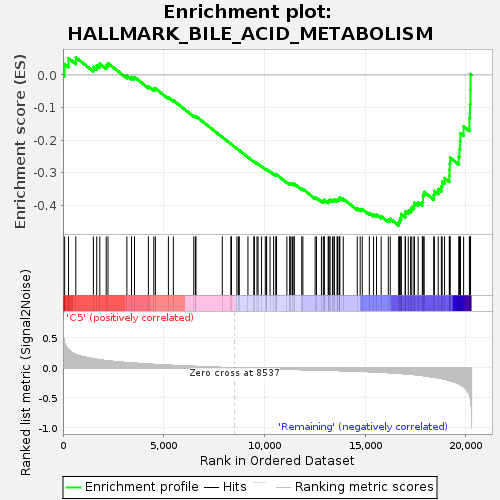 Enrichment plot:
HALLMARK_BILE_ACID_METABOLISM
Enrichment score (ES)
0.0
-0.1
-0.2
-0.3
-0.4
'C5' (positively correlated)
Ranked list metric (Signal2Noise)
0.5
0.0
-0.5
-1.0
Zero cross at 8537
'Remaining' (negatively correlated)
0
5,000
10,000
15,000
20,000
Rank in Ordered Dataset
Enrichment profile
Hits
Ranking metric scores